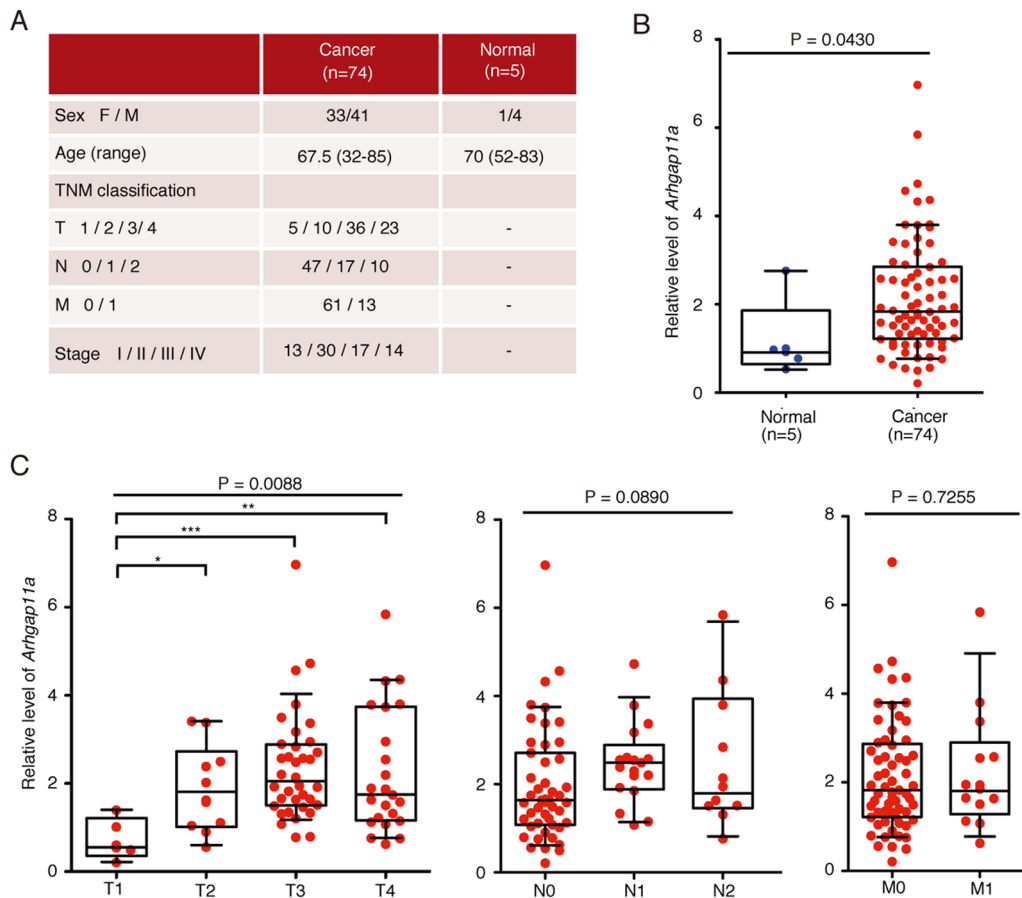 A
Cancer
(n=74)
Normal
(n=5)
Sex F / M 33/41 1/4
Age (range) 67.5 (32-85) 70 (52-83)
TNM classification
T 1 / 2 / 3/ 4 5 / 10 / 36 / 23 -
N 0 / 1 / 2 47 / 17 / 10 -
M 0 / 1 61 / 13 -
Stage I / II / III / IV 13 / 30 / 17 / 14 -
B
P = 0.0430
Relative level of Arhgap11a
8
6
4
2
0
Normal
(n=5)
Cancer
(n=74)
C
P = 0.0088
**
***
*
Relative level of Arhgap11a
8
6
4
2
0
T1 T2 T3 T4
P = 0.0890
8
6
4
2
0
N0 N1 N2
P = 0.7255
8
6
4
2
0
M0 M1